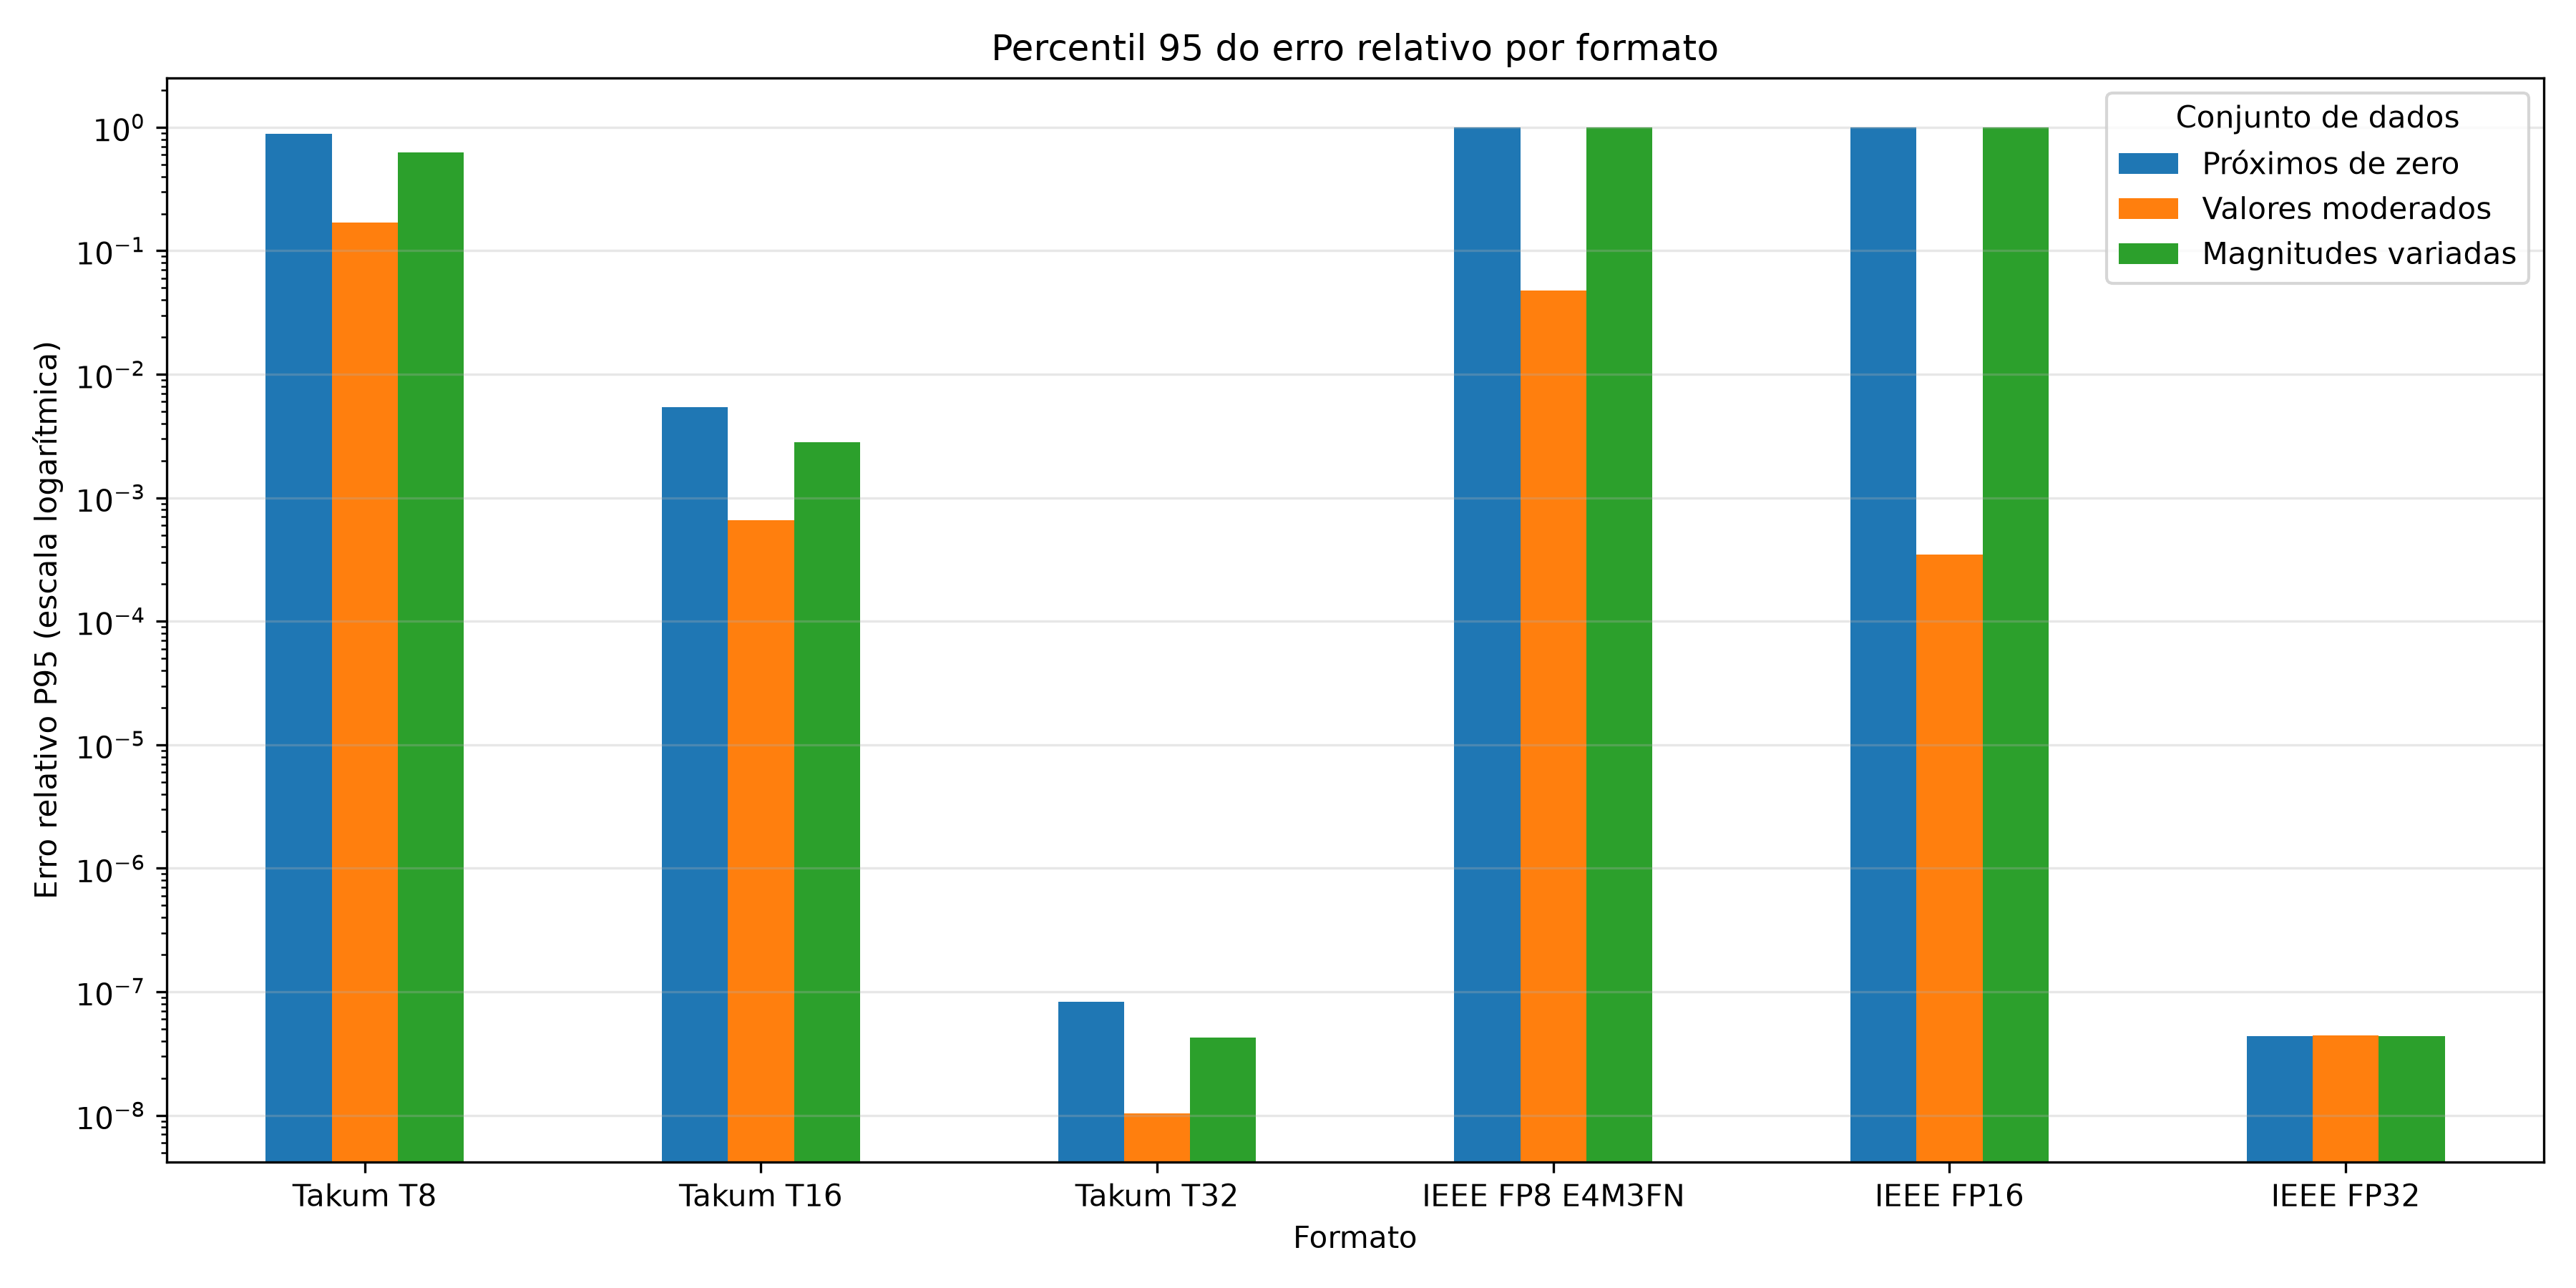 Percentil 95 do erro relativo por formato
Conjunto de dados
Próximos de zero
Valores moderados
Magnitudes variadas
Erro relativo P95 (escala logarítmica)
10⁰
10⁻¹
10⁻²
10⁻³
10⁻⁴
10⁻⁵
10⁻⁶
10⁻⁷
10⁻⁸
Takum T8
Takum T16
Takum T32
IEEE FP8 E4M3FN
IEEE FP16
IEEE FP32
Formato